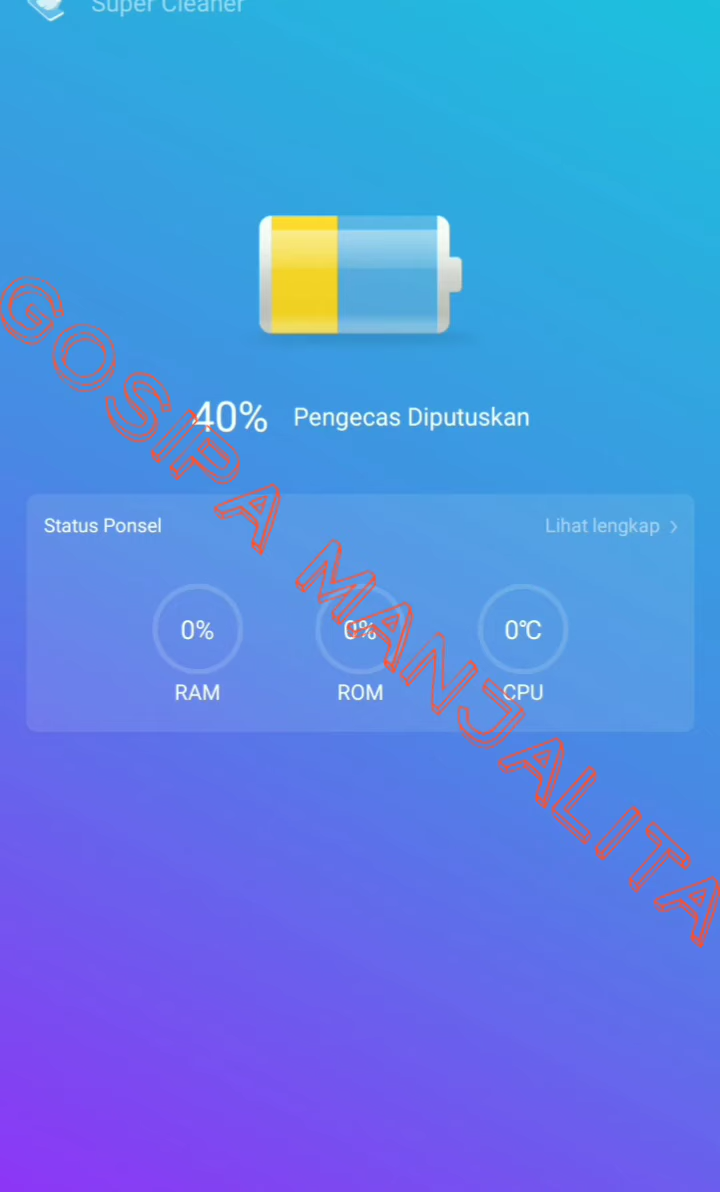 Super Cleaner
40% Pengecas Diputuskan
Status Ponsel Lihat lengkap >
0% 0% 0℃
RAM ROM CPU
GOSIPA MANJALITA